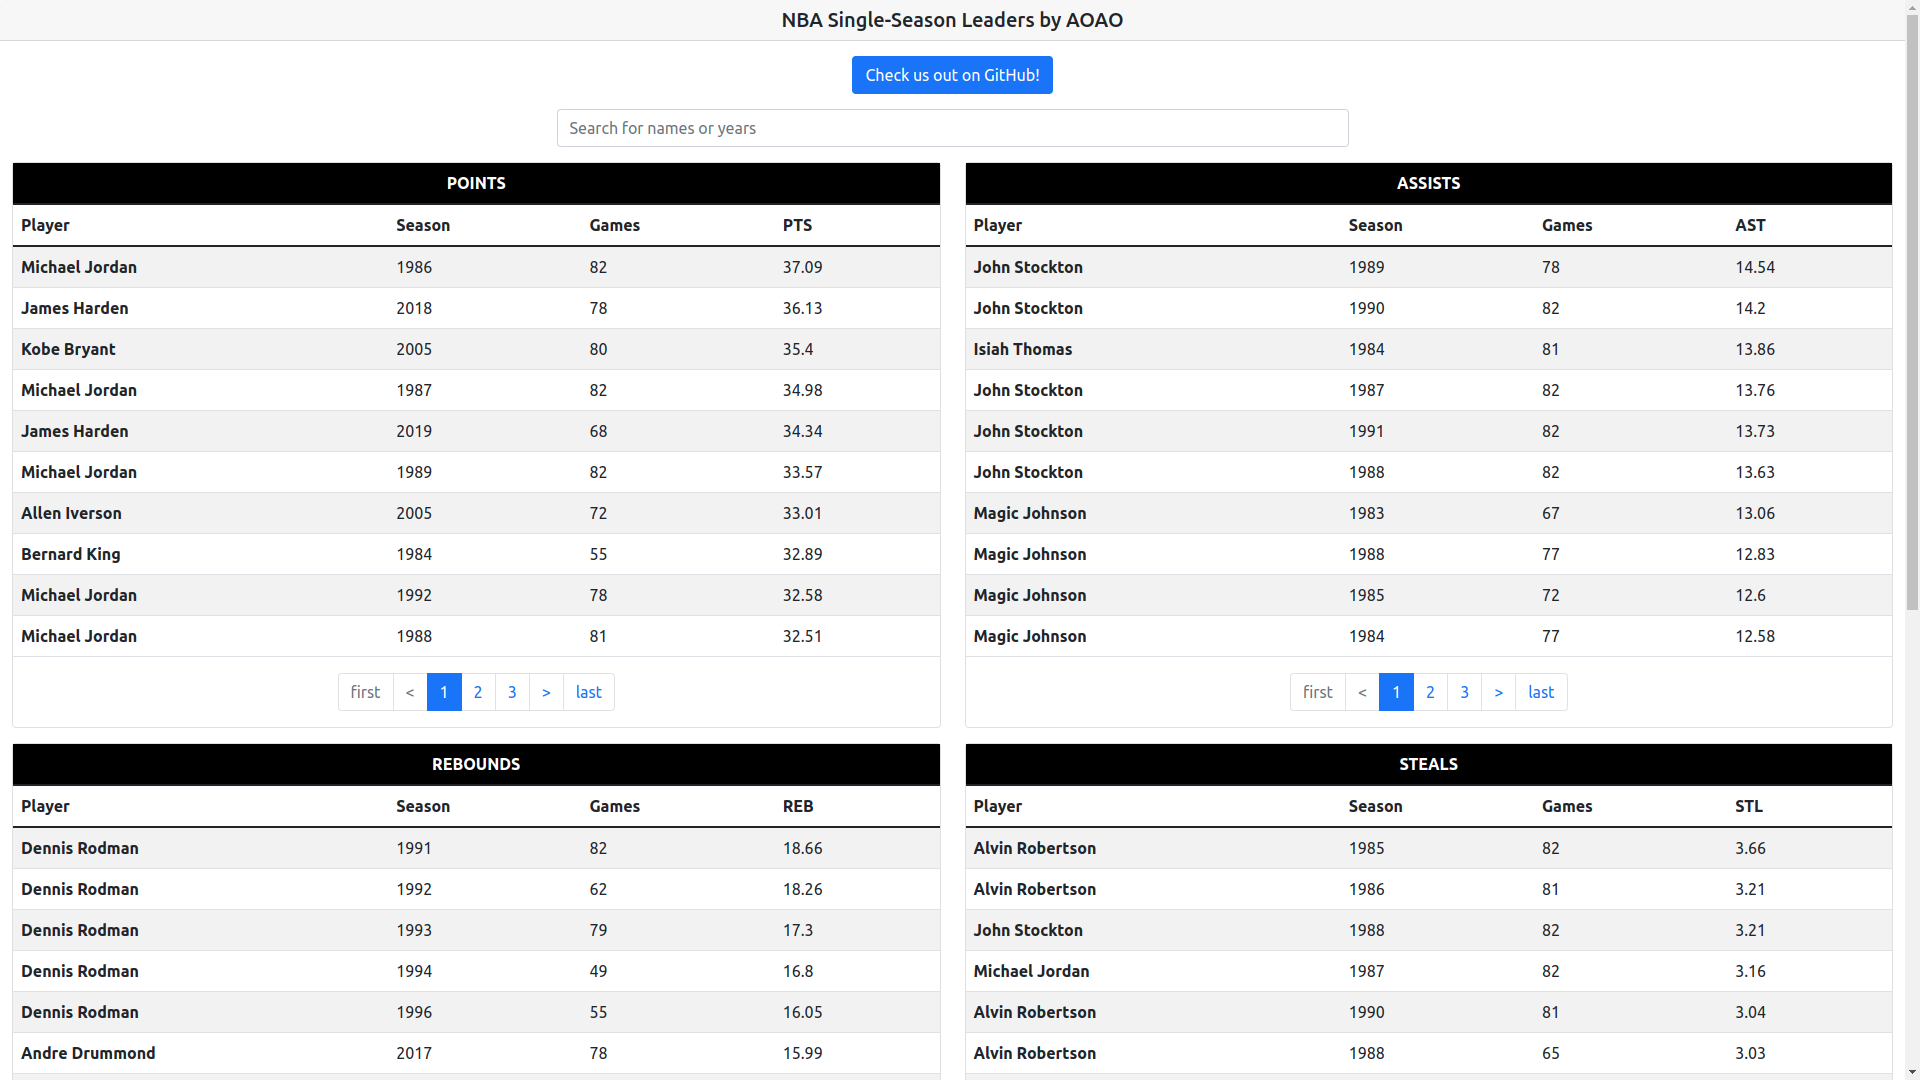 NBA Single-Season Leaders by AOAO
Check us out on GitHub!
Search for names or years
POINTS
Player Season Games PTS
Michael Jordan 1986 82 37.09
James Harden 2018 78 36.13
Kobe Bryant 2005 80 35.4
Michael Jordan 1987 82 34.98
James Harden 2019 68 34.34
Michael Jordan 1989 82 33.57
Allen Iverson 2005 72 33.01
Bernard King 1984 55 32.89
Michael Jordan 1992 78 32.58
Michael Jordan 1988 81 32.51
first < 1 2 3 > last
ASSISTS
Player Season Games AST
John Stockton 1989 78 14.54
John Stockton 1990 82 14.2
Isiah Thomas 1984 81 13.86
John Stockton 1987 82 13.76
John Stockton 1991 82 13.73
John Stockton 1988 82 13.63
Magic Johnson 1983 67 13.06
Magic Johnson 1988 77 12.83
Magic Johnson 1985 72 12.6
Magic Johnson 1984 77 12.58
first < 1 2 3 > last
REBOUNDS
Player Season Games REB
Dennis Rodman 1991 82 18.66
Dennis Rodman 1992 62 18.26
Dennis Rodman 1993 79 17.3
Dennis Rodman 1994 49 16.8
Dennis Rodman 1996 55 16.05
Andre Drummond 2017 78 15.99
STEALS
Player Season Games STL
Alvin Robertson 1985 82 3.66
Alvin Robertson 1986 81 3.21
John Stockton 1988 82 3.21
Michael Jordan 1987 82 3.16
Alvin Robertson 1990 81 3.04
Alvin Robertson 1988 65 3.03